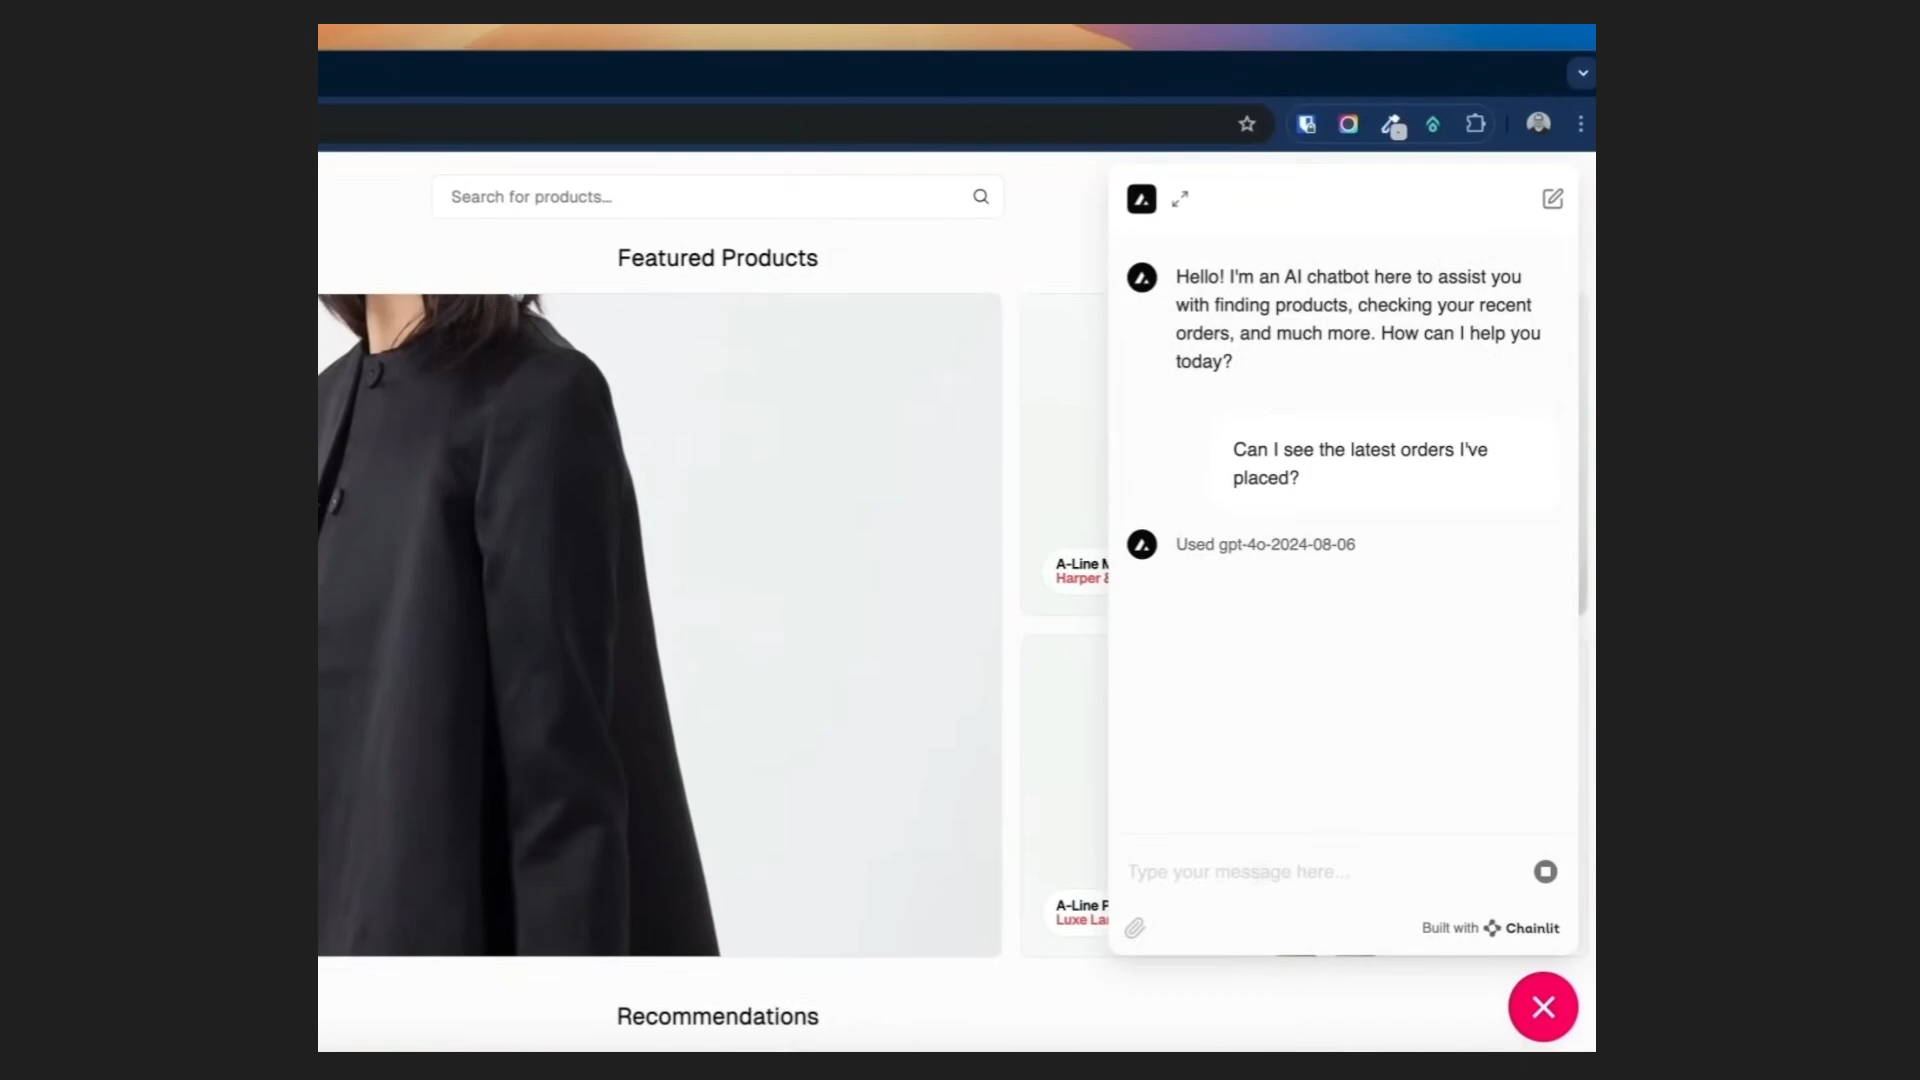 Search for products...
Featured Products
Hello! I'm an AI chatbot here to assist you
with finding products, checking your recent
orders, and much more. How can I help you
today?
Can I see the latest orders I've
placed?
A-Line
Harper
Used gpt-4o-2024-08-06
A-Line
Luxe
Type your message here...
Built with Chainlit
Recommendations